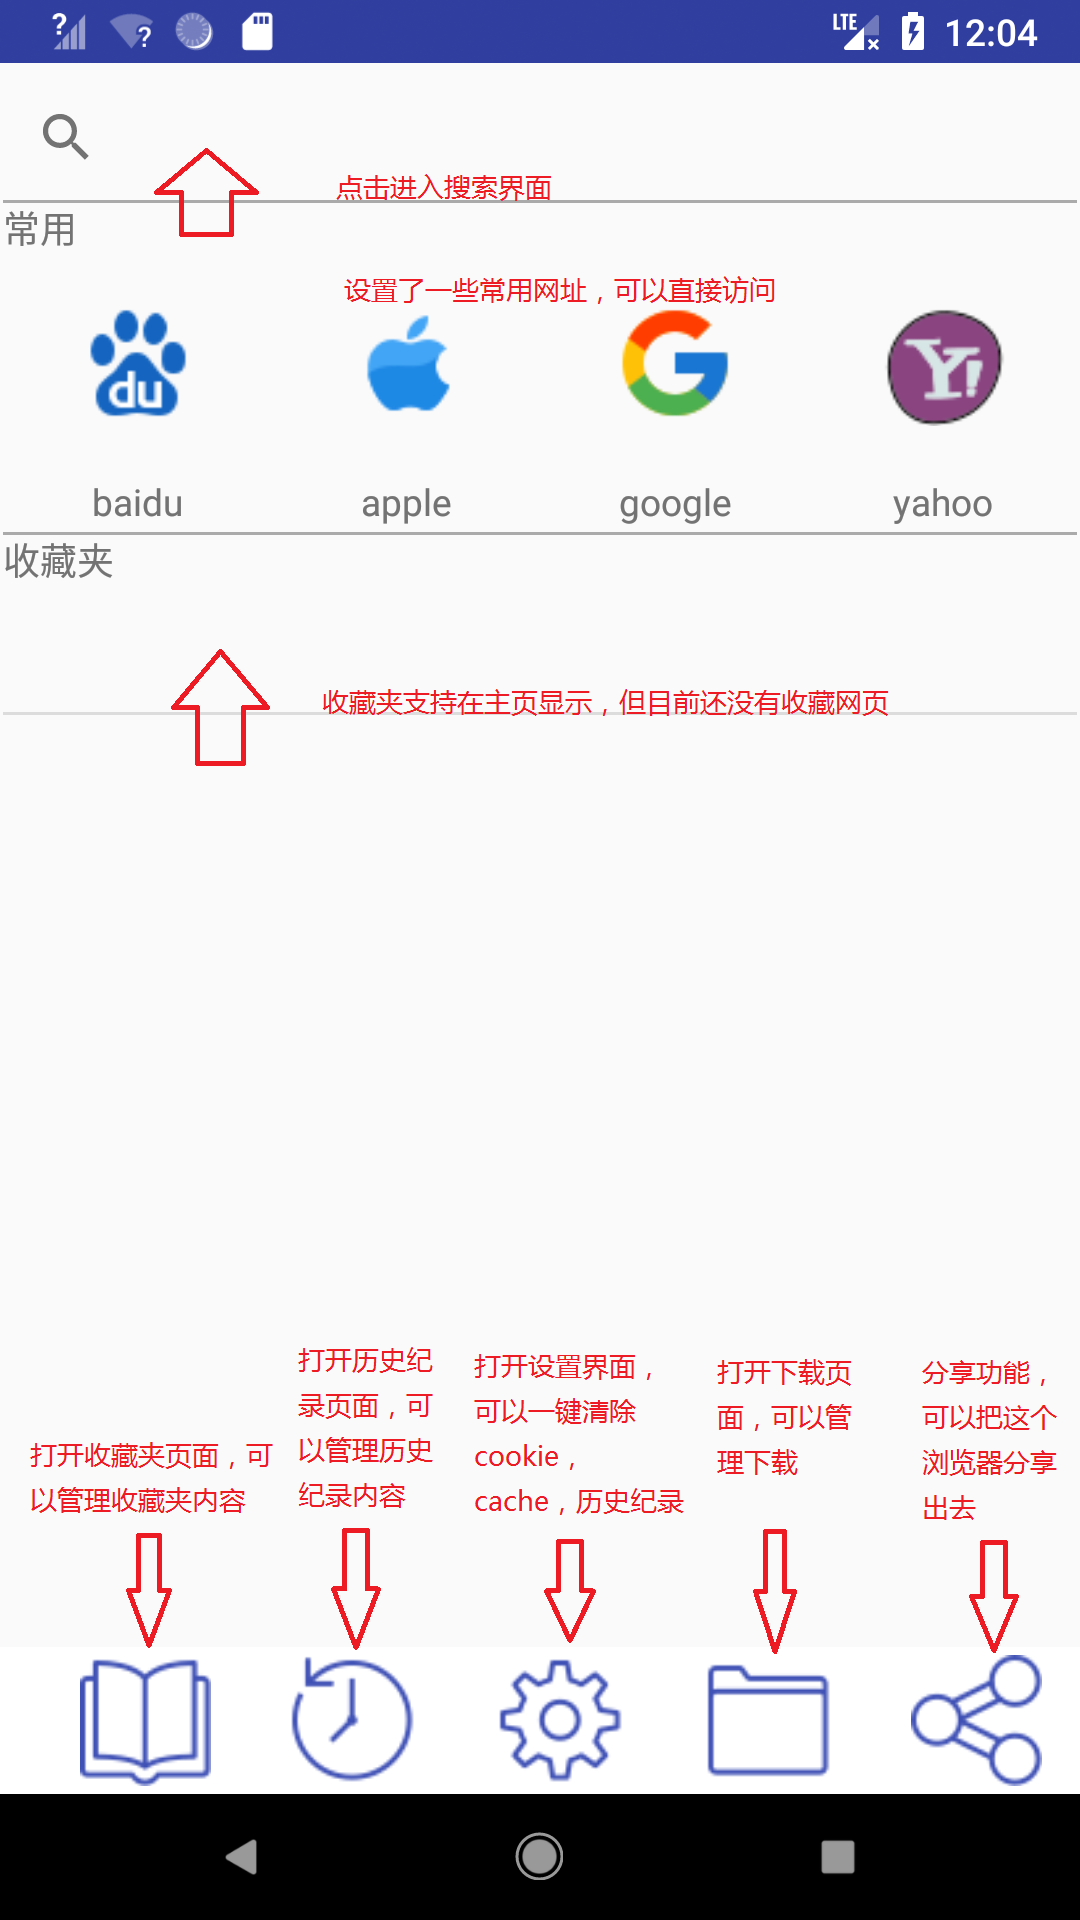 LTE 12:04
点击进入搜索界面
常用
设置了一些常用网址，可以直接访问
du
Y!
baidu apple google yahoo
收藏夹
收藏夹支持在主页显示，但目前还没有收藏网页
打开收藏夹页面，可
以管理收藏夹内容
打开历史纪
录页面，可
以管理历史
纪录内容
打开设置界面，
可以一键清除
cookie，
cache，历史纪录
打开下载页
面，可以管
理下载
分享功能，
可以把这个
浏览器分享
出去